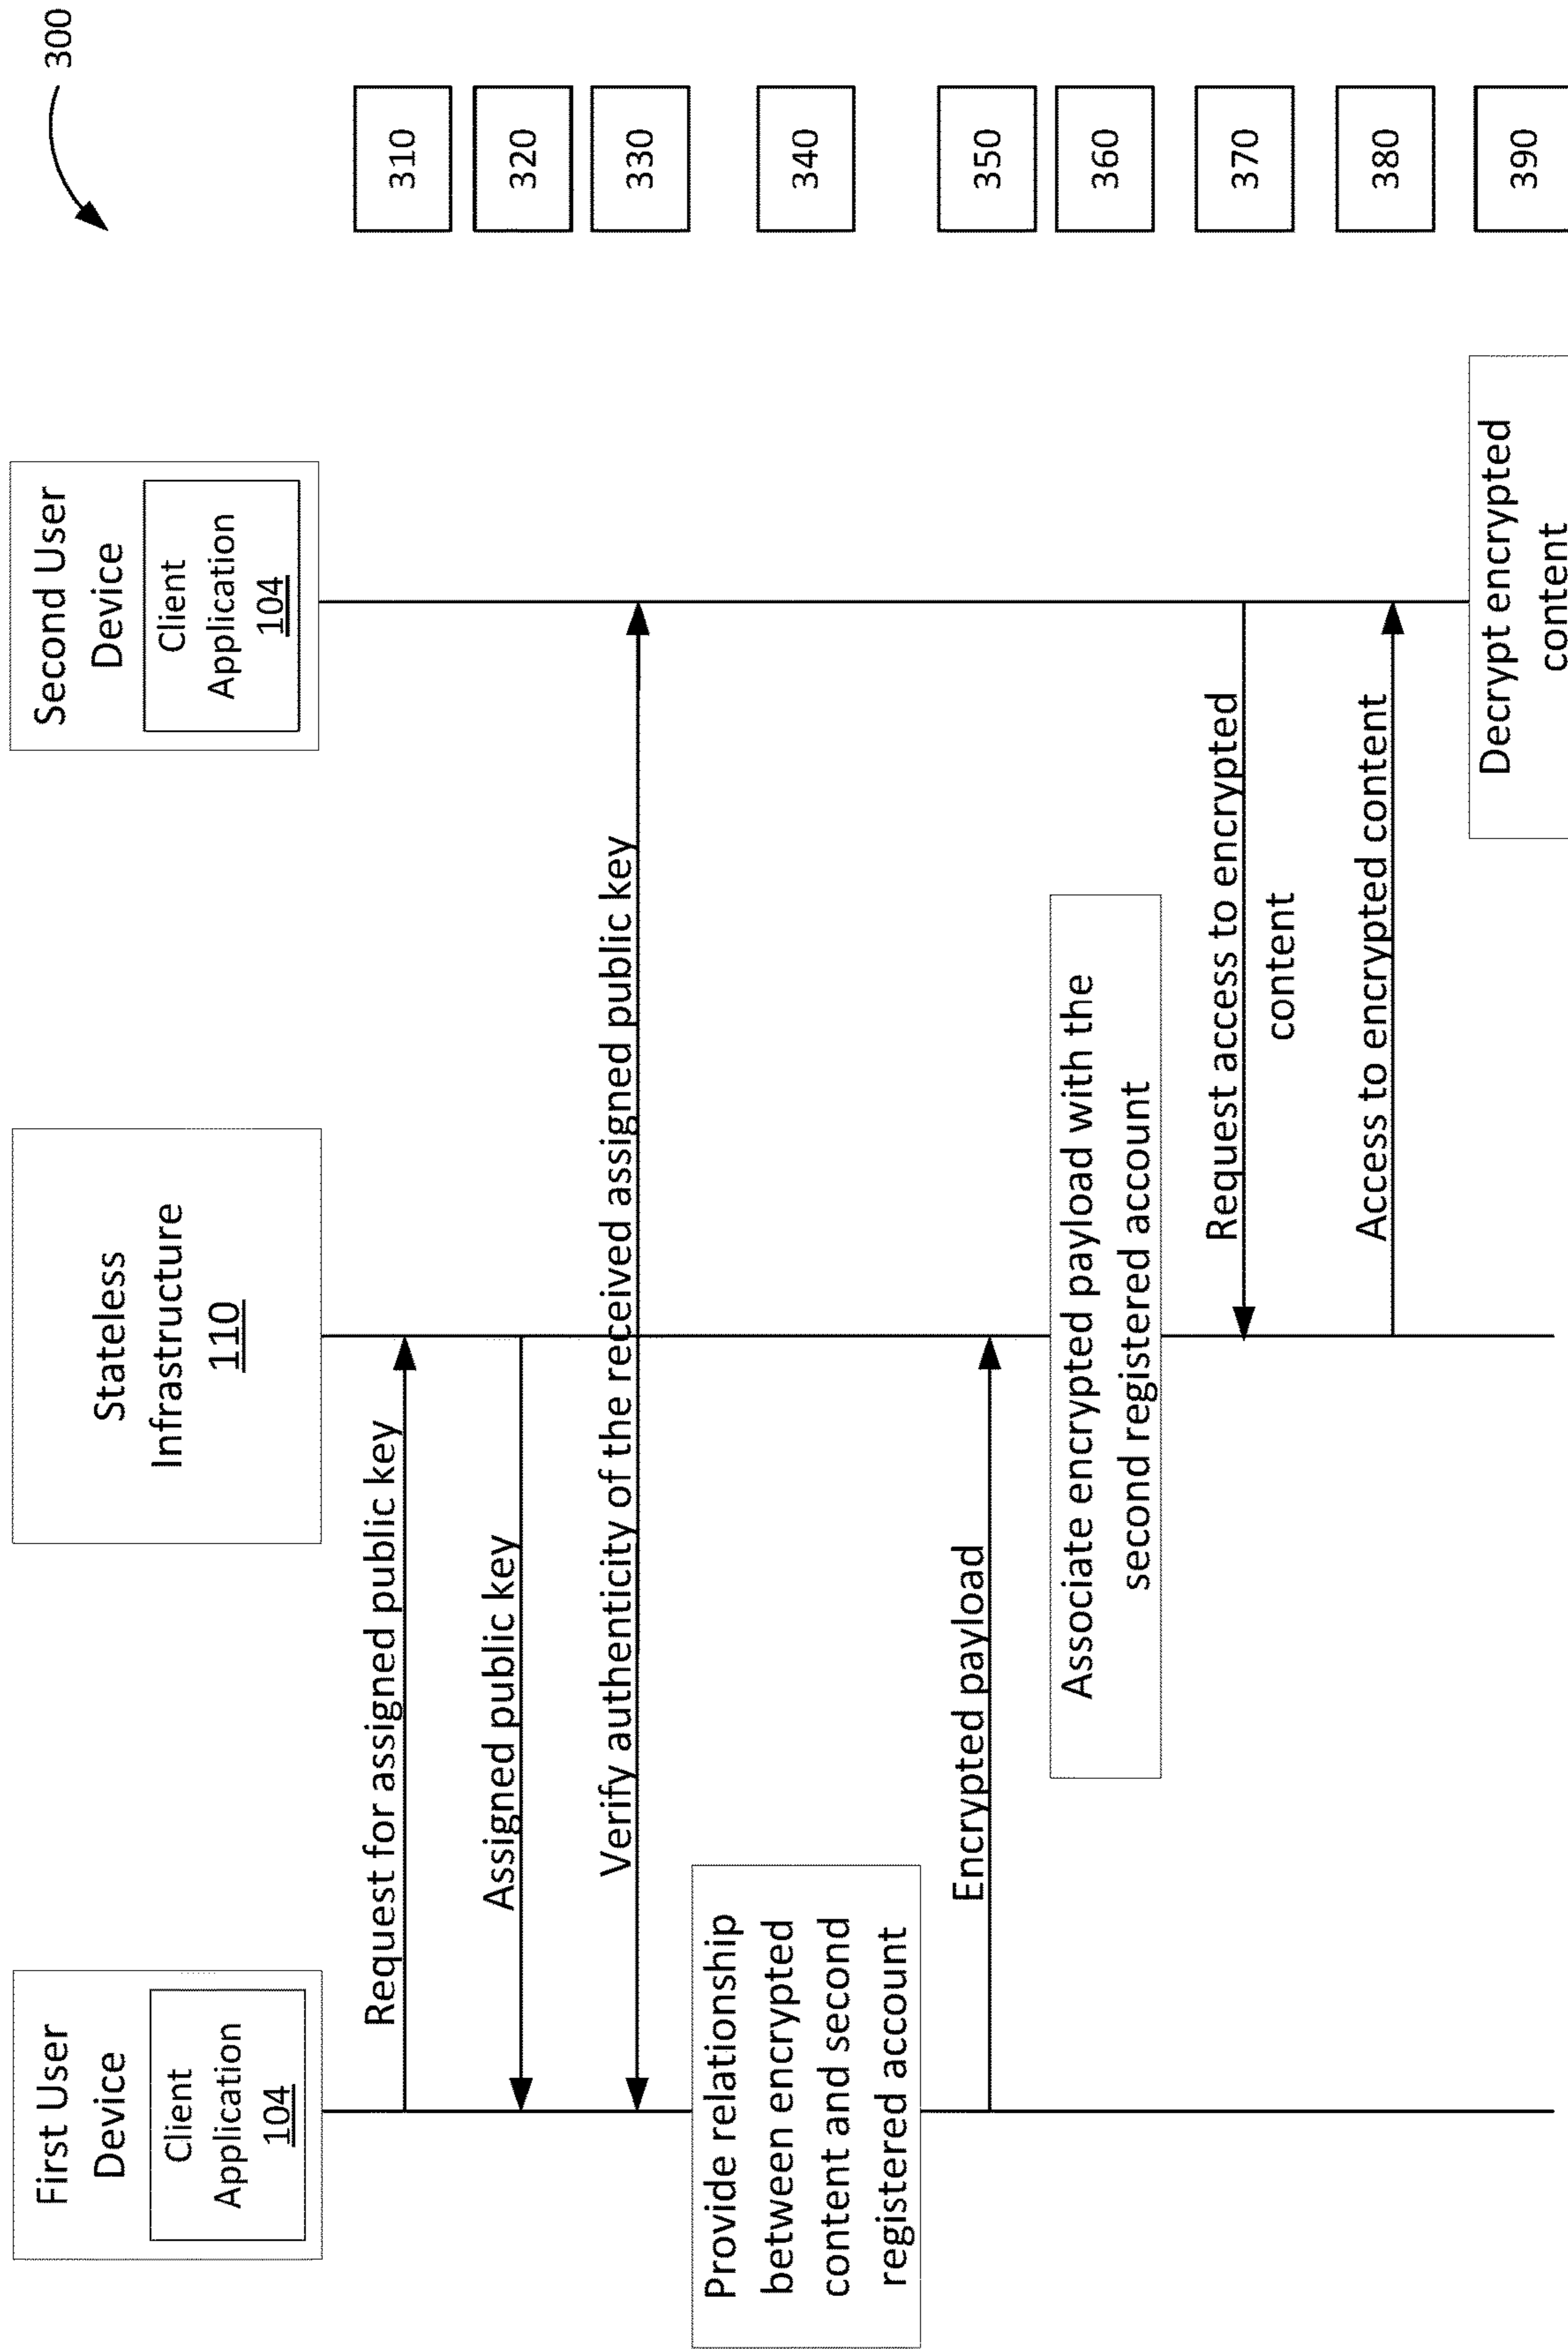 300
First User
Device
Client
Application
104
Stateless
Infrastructure
110
Second User
Device
Client
Application
104
Request for assigned public key
310
Assigned public key
320
Verify authenticity of the received assigned public key
330
Provide relationship
between encrypted
content and second
registered account
340
Encrypted payload
350
Associate encrypted payload with the
second registered account
360
Request access to encrypted
content
370
Access to encrypted content
380
Decrypt encrypted
content
390